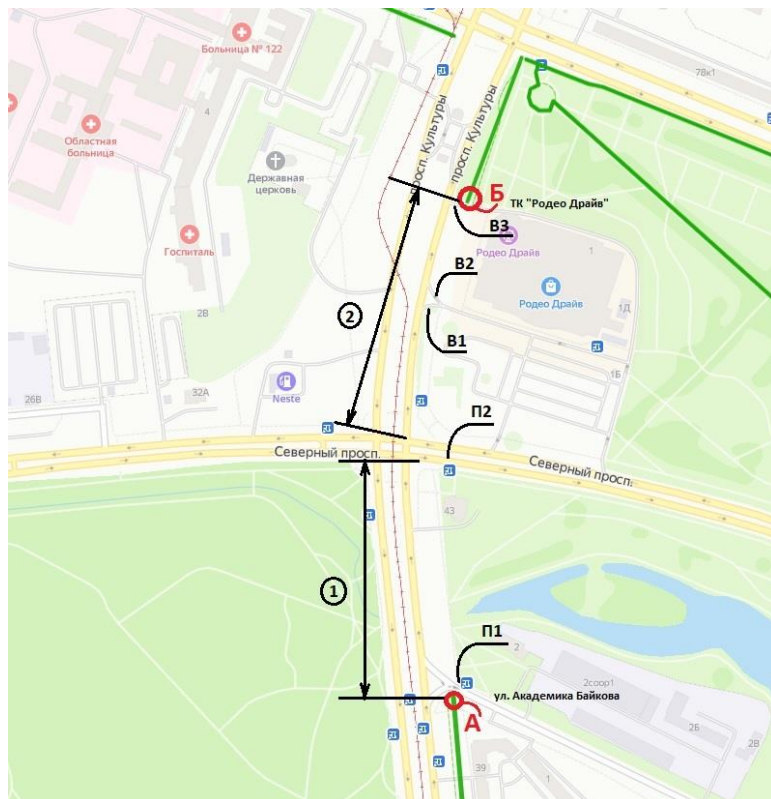 Больница № 122
4
78к1
просп. Культуры
просп. Культуры
Областная
больница
Державная
церковь
Б
ТК "Родео Драйв"
В3
Госпиталь
Родео Драйв
1
В2
Родео Драйв
2В
1Д
2
В1
Neste
32А
1Б
26В
П2
Северный просп.
Северный просп.
43
1
П1
2
2соор1
ул. Академика Байкова
А
2Б
2В
39
1